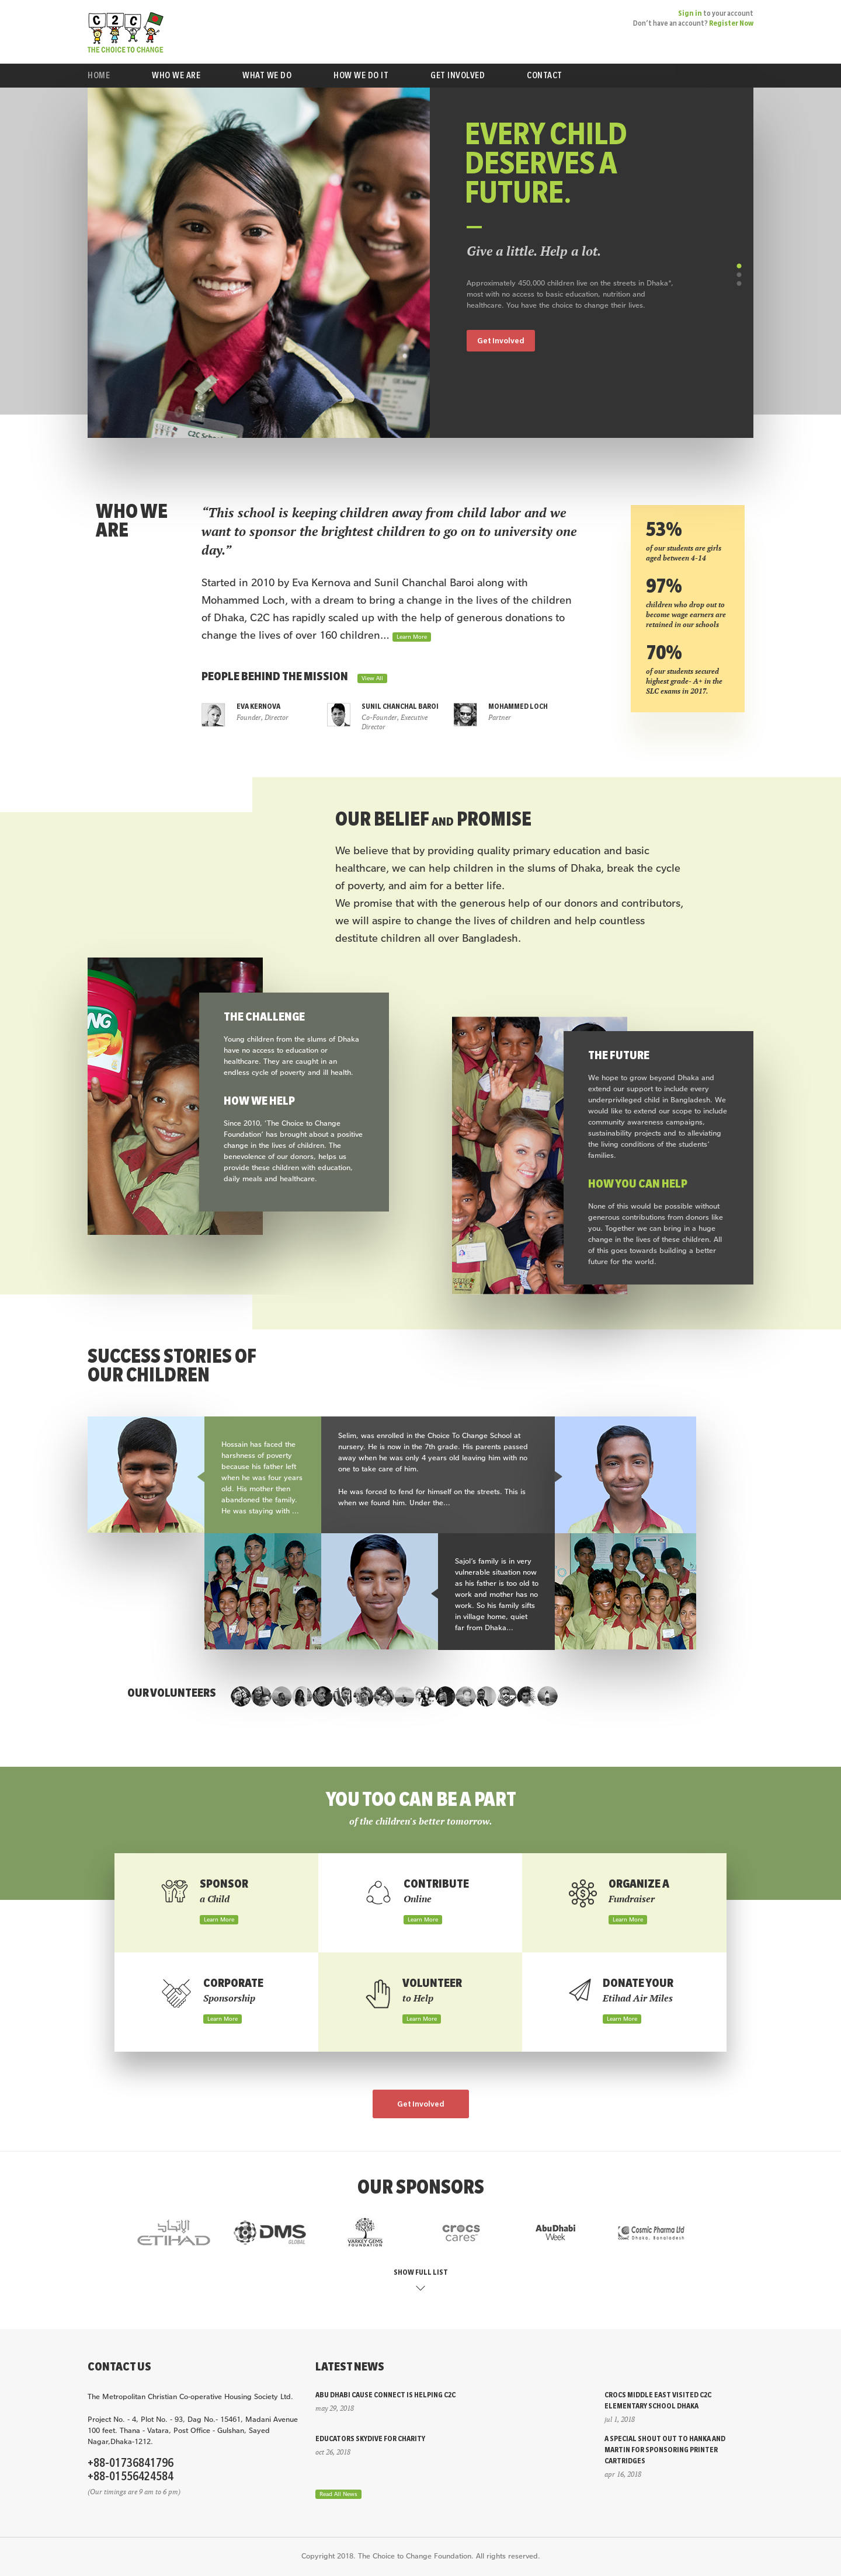 C2C
THE CHOICE TO CHANGE
Sign in to your account
Don't have an account? Register Now
HOME
WHO WE ARE
WHAT WE DO
HOW WE DO IT
GET INVOLVED
CONTACT
EVERY CHILD
DESERVES A
FUTURE.
Give a little. Help a lot.
Approximately 450,000 children live on the streets in Dhaka*,
most with no access to basic education, nutrition and
healthcare. You have the choice to change their lives.
Get Involved
WHO WE
ARE
“This school is keeping children away from child labor and we
want to sponsor the brightest children to go on to university one
day.”
Started in 2010 by Eva Kernova and Sunil Chanchal Baroi along with
Mohammed Loch, with a dream to bring a change in the lives of the children
of Dhaka, C2C has rapidly scaled up with the help of generous donations to
change the lives of over 160 children... Learn More
53%
of our students are girls
aged between 4-14
97%
children who drop out to
become wage earners are
retained in our schools
70%
of our students secured
highest grade- A+ in the
SLC exams in 2017.
PEOPLE BEHIND THE MISSION View All
EVA KERNOVA
Founder, Director
SUNIL CHANCHAL BAROI
Co-Founder, Executive
Director
MOHAMMED LOCH
Partner
OUR BELIEF AND PROMISE
We believe that by providing quality primary education and basic
healthcare, we can help children in the slums of Dhaka, break the cycle
of poverty, and aim for a better life.
We promise that with the generous help of our donors and contributors,
we will aspire to change the lives of children and help countless
destitute children all over Bangladesh.
THE CHALLENGE
Young children from the slums of Dhaka
have no access to education or
healthcare. They are caught in an
endless cycle of poverty and ill health.
HOW WE HELP
Since 2010, 'The Choice to Change
Foundation' has brought about a positive
change in the lives of children. The
benevolence of our donors, helps us
provide these children with education,
daily meals and healthcare.
THE FUTURE
We hope to grow beyond Dhaka and
extend our support to include every
underprivileged child in Bangladesh. We
would like to extend our scope to include
community awareness campaigns,
sustainability projects and to alleviating
the living conditions of the students'
families.
HOW YOU CAN HELP
None of this would be possible without
generous contributions from donors like
you. Together we can bring in a huge
change in the lives of these children. All
of this goes towards building a better
future for the world.
SUCCESS STORIES OF
OUR CHILDREN
Hossain has faced the
harshness of poverty
because his father left
when he was four years
old. His mother then
abandoned the family.
He was staying with ...
Selim, was enrolled in the Choice To Change School at
nursery. He is now in the 7th grade. His parents passed
away when he was only 4 years old leaving him with no
one to take care of him.
He was forced to fend for himself on the streets. This is
when we found him. Under the...
Sajol's family is in very
vulnerable situation now
as his father is too old to
work and mother has no
work. So his family sifts
in village home, quiet
far from Dhaka...
OUR VOLUNTEERS
YOU TOO CAN BE A PART
of the children's better tomorrow.
SPONSOR
a Child
Learn More
CONTRIBUTE
Online
Learn More
ORGANIZE A
Fundraiser
Learn More
CORPORATE
Sponsorship
Learn More
VOLUNTEER
to Help
Learn More
DONATE YOUR
Etihad Air Miles
Learn More
Get Involved
OUR SPONSORS
الإتحاد
ETIHAD
DMS
GLOBAL
VARKEY GEMS
FOUNDATION
crocs
cares™
Abu Dhabi
Week
Cosmic Pharma Ltd
Dhaka, Bangladesh
SHOW FULL LIST
CONTACT US
The Metropolitan Christian Co-operative Housing Society Ltd.
Project No. - 4, Plot No. - 93, Dag No.- 15461, Madani Avenue
100 feet. Thana - Vatara, Post Office - Gulshan, Sayed
Nagar,Dhaka-1212.
+88-01736841796
+88-01556424584
(Our timings are 9 am to 6 pm)
LATEST NEWS
ABU DHABI CAUSE CONNECT IS HELPING C2C
may 29, 2018
EDUCATORS SKYDIVE FOR CHARITY
oct 26, 2018
Read All News
CROCS MIDDLE EAST VISITED C2C
ELEMENTARY SCHOOL DHAKA
jul 1, 2018
A SPECIAL SHOUT OUT TO HANKA AND
MARTIN FOR SPONSORING PRINTER
CARTRIDGES
apr 16, 2018
Copyright 2018. The Choice to Change Foundation. All rights reserved.